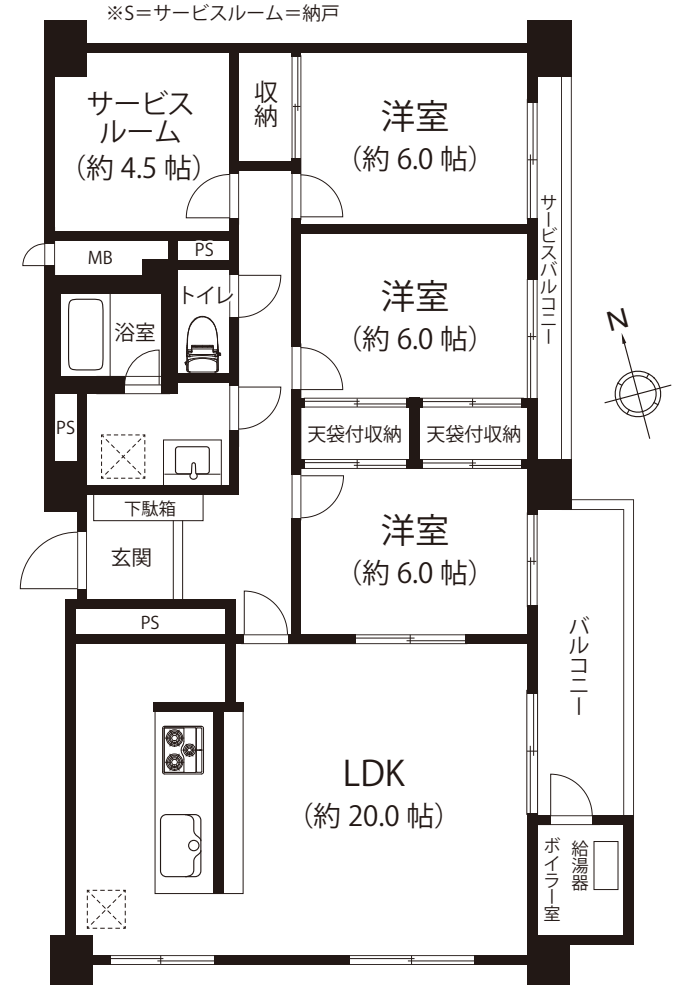 ※S＝サービスルーム＝納戸
サービス
ルーム
（約 4.5 帖）
収納
洋室
（約 6.0 帖）
サービスバルコニー
MB
PS
トイレ
浴室
洋室
（約 6.0 帖）
N
PS
天袋付収納
天袋付収納
下駄箱
玄関
洋室
（約 6.0 帖）
PS
バルコニー
LDK
（約 20.0 帖）
給湯器
ボイラー室